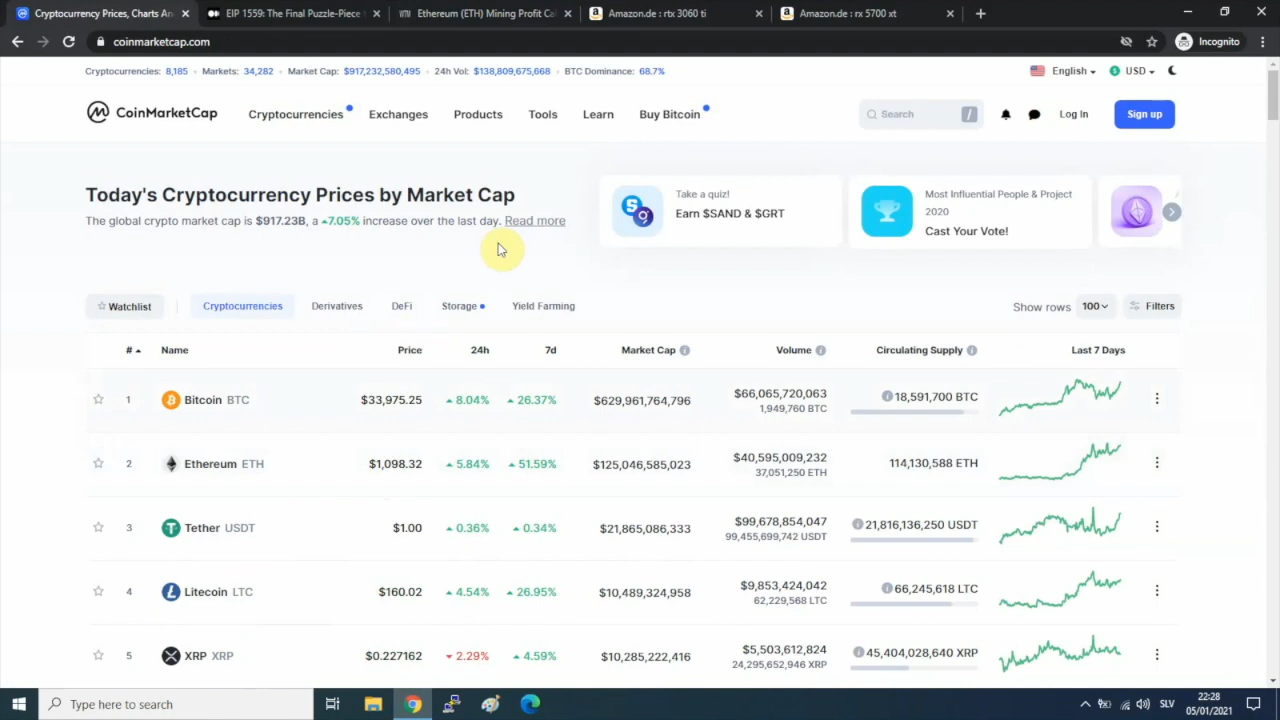 Cryptocurrency Prices, Charts An
EIP 1559: The Final Puzzle-Piece
Ethereum (ETH) Mining Profit Cal
Amazon.de : rtx 3060 ti
Amazon.de : rx 5700 xt
coinmarketcap.com
Incognito
Cryptocurrencies: 8,185 Markets: 34,282 Market Cap: $917,232,580,495 24h Vol: $138,809,675,668 BTC Dominance: 68.7%
English USD
CoinMarketCap Cryptocurrencies Exchanges Products Tools Learn Buy Bitcoin
Search / Log In Sign up
Today's Cryptocurrency Prices by Market Cap
The global crypto market cap is $917.23B, a 7.05% increase over the last day. Read more
Take a quiz!
Earn $SAND & $GRT
Most Influential People & Project
2020
Cast Your Vote!
Watchlist Cryptocurrencies Derivatives DeFi Storage Yield Farming
Show rows 100 Filters
# Name Price 24h 7d Market Cap Volume Circulating Supply Last 7 Days
1 Bitcoin BTC $33,975.25 8.04% 26.37% $629,961,764,796 $66,065,720,063 18,591,700 BTC
1,949,760 BTC
2 Ethereum ETH $1,098.32 5.84% 51.59% $125,046,585,023 $40,595,009,232 114,130,588 ETH
37,051,250 ETH
3 Tether USDT $1.00 0.36% 0.34% $21,865,086,333 $99,678,854,047 21,816,136,250 USDT
99,455,699,742 USDT
4 Litecoin LTC $160.02 4.54% 26.95% $10,489,324,958 $9,853,424,042 66,245,618 LTC
62,229,568 LTC
5 XRP XRP $0.227162 2.29% 4.59% $10,285,222,416 $5,503,612,824 45,404,028,640 XRP
24,295,652,946 XRP
Type here to search
SLV
22:28
05/01/2021